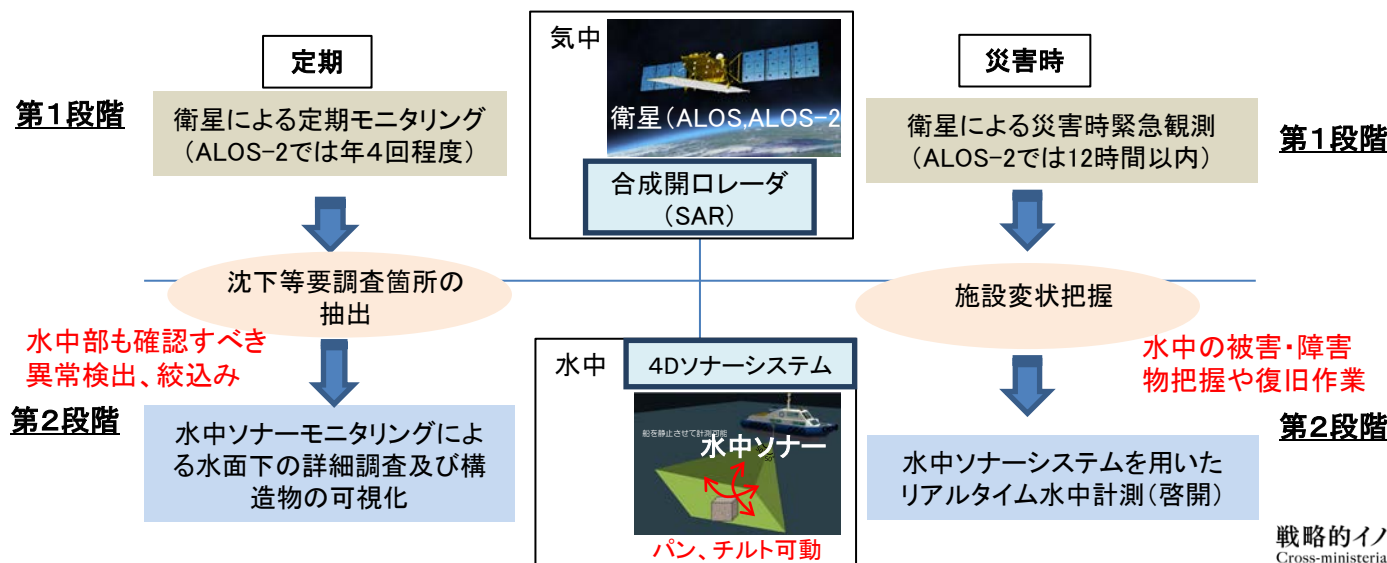 定期
第1段階
衛星による定期モニタリング
（ALOS-2では年４回程度）
沈下等要調査箇所の
抽出
水中部も確認すべき
異常検出、絞込み
第２段階
水中ソナーモニタリングによ
る水面下の詳細調査及び構
造物の可視化
気中
衛星（ALOS,ALOS-2
合成開口レーダ
（SAR）
水中
4Dソナーシステム
船を静止させて計測可能
水中ソナー
パン、チルト可動
災害時
第１段階
衛星による災害時緊急観測
（ALOS-2では12時間以内）
施設変状把握
水中の被害・障害
物把握や復旧作業
第２段階
水中ソナーシステムを用いた
リアルタイム水中計測（啓開）
戦略的イノ
Cross-ministeria